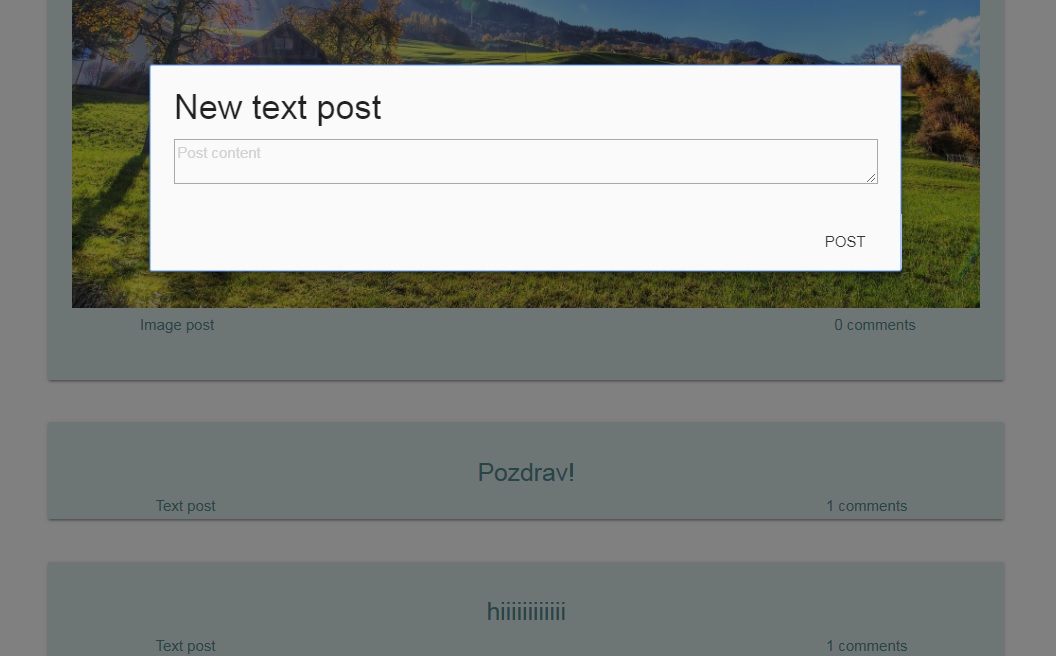 New text post
Post content
POST
Image post 0 comments
Pozdrav!
Text post 1 comments
hiiiiiiiiiiii
Text post 1 comments